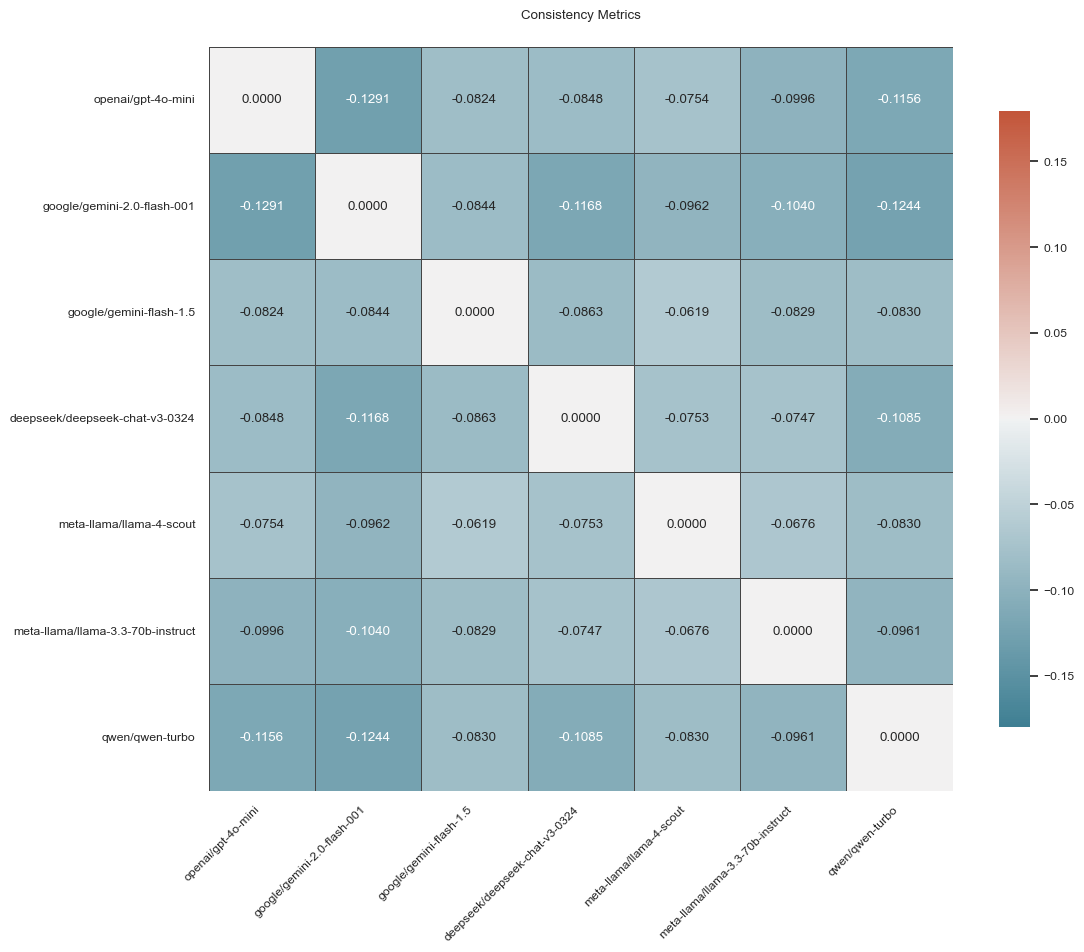 Consistency Metrics
openai/gpt-4o-mini 0.0000 -0.1291 -0.0824 -0.0848 -0.0754 -0.0996 -0.1156
google/gemini-2.0-flash-001 -0.1291 0.0000 -0.0844 -0.1168 -0.0962 -0.1040 -0.1244
google/gemini-flash-1.5 -0.0824 -0.0844 0.0000 -0.0863 -0.0619 -0.0829 -0.0830
deepseek/deepseek-chat-v3-0324 -0.0848 -0.1168 -0.0863 0.0000 -0.0753 -0.0747 -0.1085
meta-llama/llama-4-scout -0.0754 -0.0962 -0.0619 -0.0753 0.0000 -0.0676 -0.0830
meta-llama/llama-3.3-70b-instruct -0.0996 -0.1040 -0.0829 -0.0747 -0.0676 0.0000 -0.0961
qwen/qwen-turbo -0.1156 -0.1244 -0.0830 -0.1085 -0.0830 -0.0961 0.0000
openai/gpt-4o-mini
google/gemini-2.0-flash-001
google/gemini-flash-1.5
deepseek/deepseek-chat-v3-0324
meta-llama/llama-4-scout
meta-llama/llama-3.3-70b-instruct
qwen/qwen-turbo
0.15
0.10
0.05
0.00
−0.05
−0.10
−0.15